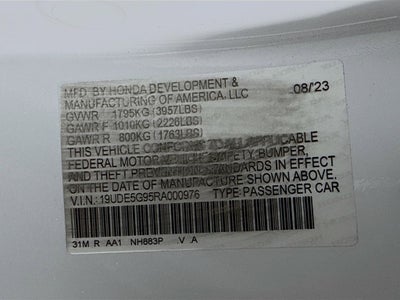 MFD. BY HONDA DEVELOPMENT & 08/'23
MANUFACTURING OF AMERICA, LLC
GVWR 1795KG (3957LBS)
GAWR F 1010KG (2226LBS)
GAWR R 800KG (1763LBS)
THIS VEHICLE CONFORMS TO ALL APPLICABLE
FEDERAL MOTOR VEHICLE SAFETY, BUMPER,
AND THEFT PREVENTION STANDARDS IN EFFECT
ON THE DATE OF MANUFACTURE SHOWN ABOVE.
V.I.N.: 19UDE5G95RA000976 TYPE PASSENGER CAR
31M R AA1 NH883P V .A